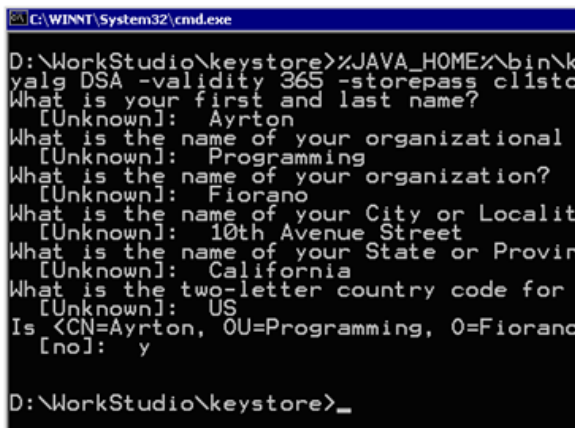 C:\WINNT\System32\cmd.exe
D:\WorkStudio\keystore>%JAVA_HOME%\bin\k
yalg DSA -validity 365 -storepass cl1sto
What is your first and last name?
[Unknown]: Ayrton
What is the name of your organizational
[Unknown]: Programming
What is the name of your organization?
[Unknown]: Fiorano
What is the name of your City or Localit
[Unknown]: 10th Avenue Street
What is the name of your State or Provin
[Unknown]: California
What is the two-letter country code for
[Unknown]: US
Is <CN=Ayrton, OU=Programming, O=Fiorano
[no]: y
D:\WorkStudio\keystore>_